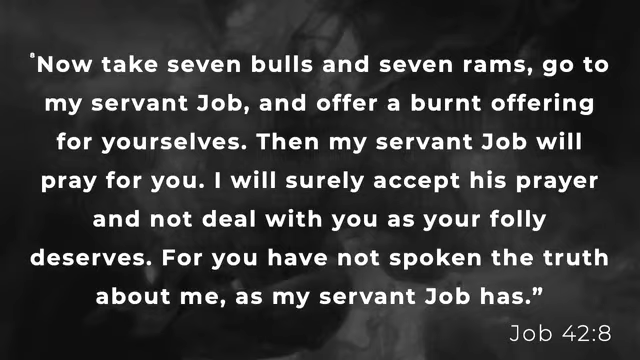 "Now take seven bulls and seven rams, go to
my servant Job, and offer a burnt offering
for yourselves. Then my servant Job will
pray for you. I will surely accept his prayer
and not deal with you as your folly
deserves. For you have not spoken the truth
about me, as my servant Job has.”
Job 42:8